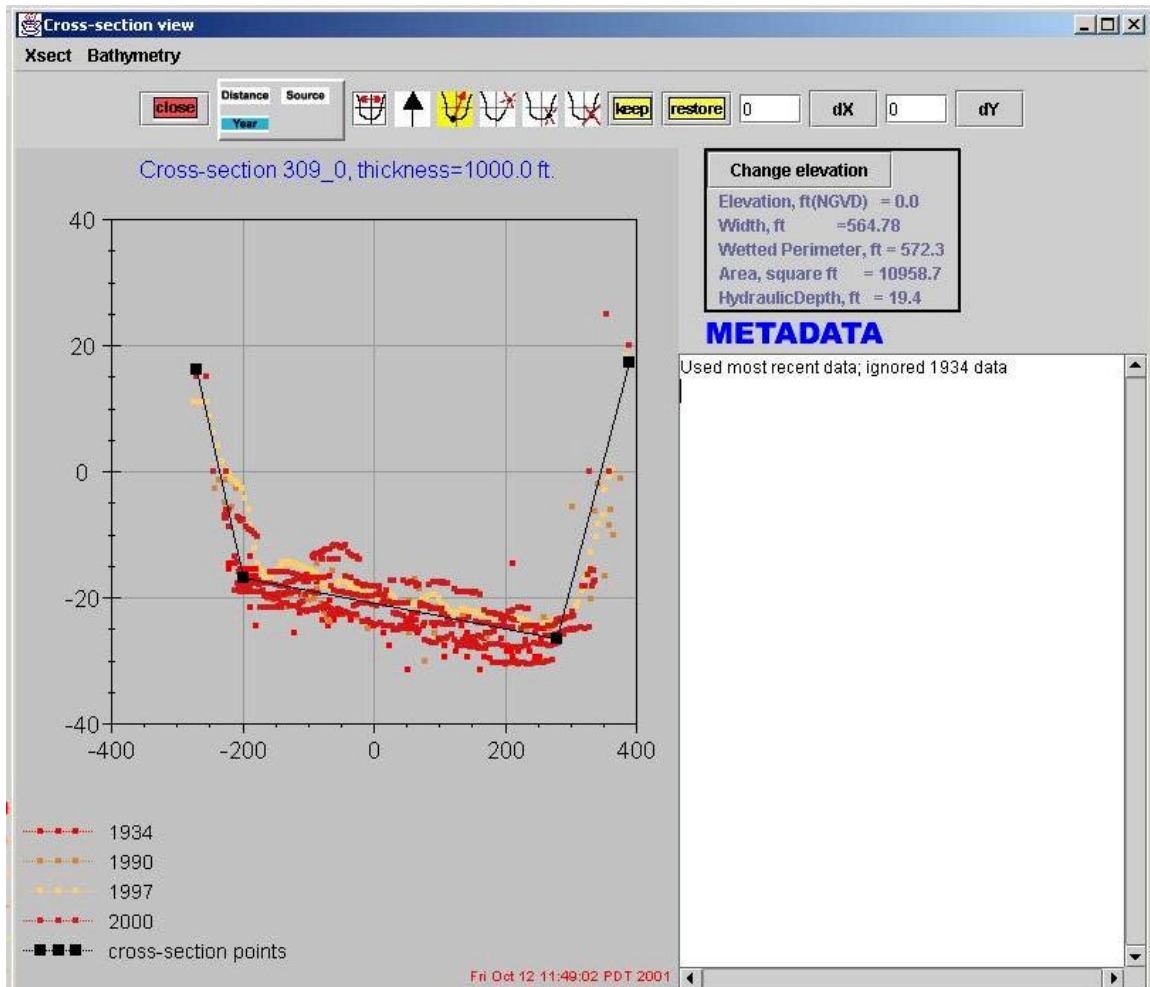 Cross-section view
Xsect Bathymetry
close Distance Source Year keep restore 0 dX 0 dY
Cross-section 309_0, thickness=1000.0 ft.
40
20
0
-20
-40
-400 -200 0 200 400
1934
1990
1997
2000
cross-section points
Fri Oct 12 11:49:02 PDT 2001
Change elevation
Elevation, ft(NGVD) = 0.0
Width, ft =564.78
Wetted Perimeter, ft = 572.3
Area, square ft = 10958.7
HydraulicDepth, ft = 19.4
METADATA
Used most recent data; ignored 1934 data